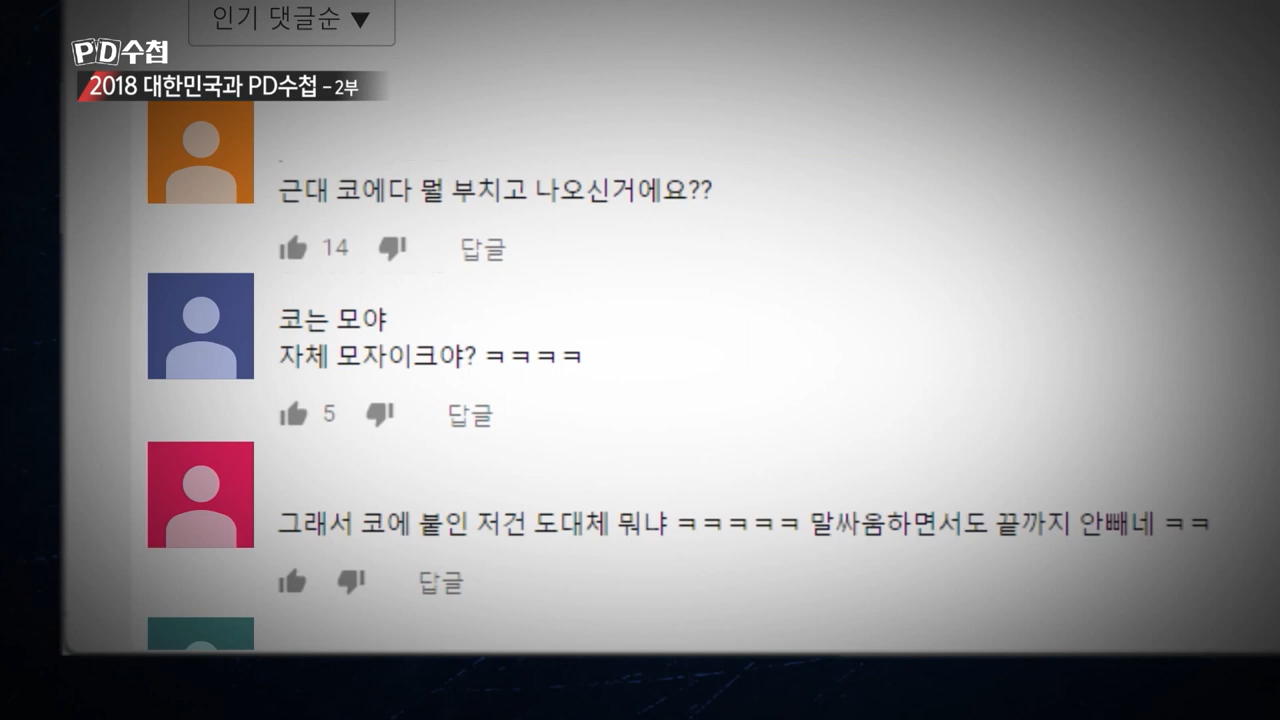 인기 댓글순 ▼
PD수첩
2018 대한민국과 PD수첩 - 2부
근대 코에다 뭘 부치고 나오신거에요??
14 답글
코는 모야
자체 모자이크야? ㅋㅋㅋㅋ
5 답글
그래서 코에 붙인 저건 도대체 뭐냐 ㅋㅋㅋㅋㅋ 말싸움하면서도 끝까지 안빼네 ㅋㅋ
답글